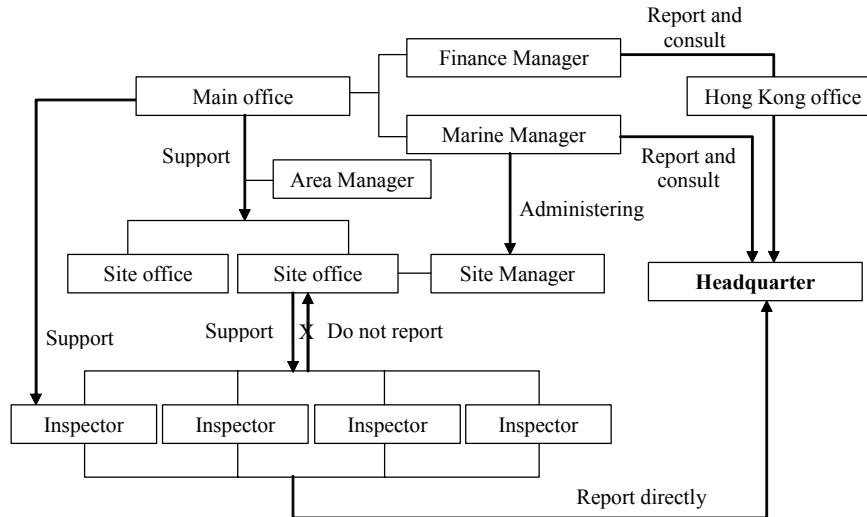 Report and
consult
Finance Manager
Main office
Hong Kong office
Marine Manager
Support
Report and
consult
Area Manager
Administering
Site office
Site office
Site Manager
Headquarter
Support
X
Do not report
Support
Inspector
Inspector
Inspector
Inspector
Report directly